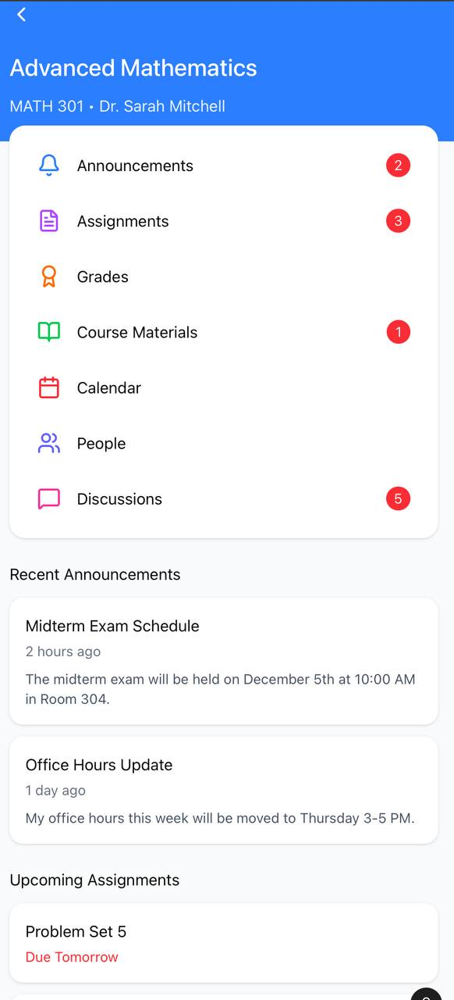 Advanced Mathematics
MATH 301 • Dr. Sarah Mitchell
Announcements 2
Assignments 3
Grades
Course Materials 1
Calendar
People
Discussions 5
Recent Announcements
Midterm Exam Schedule
2 hours ago
The midterm exam will be held on December 5th at 10:00 AM
in Room 304.
Office Hours Update
1 day ago
My office hours this week will be moved to Thursday 3-5 PM.
Upcoming Assignments
Problem Set 5
Due Tomorrow